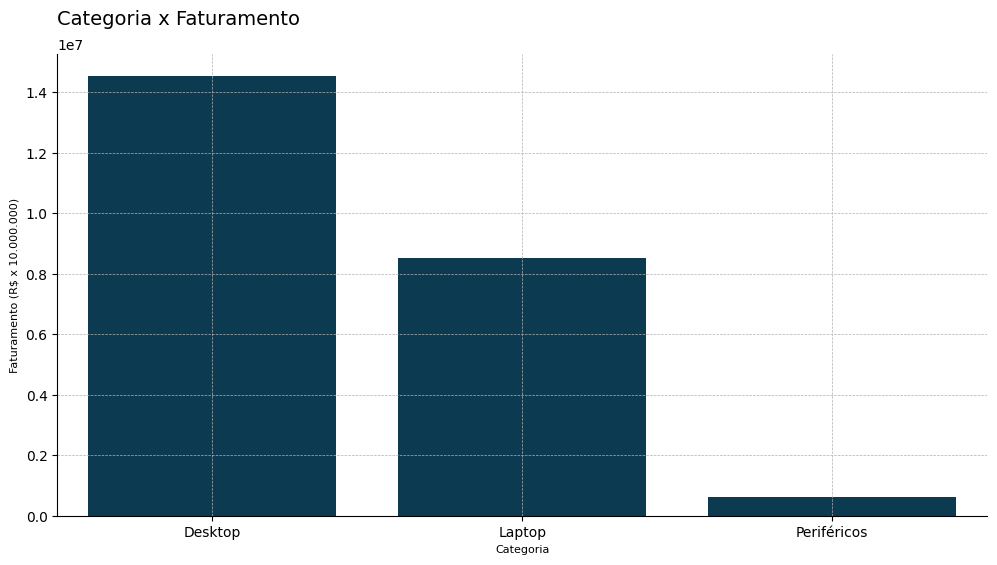 Categoria x Faturamento
1e7
1.4
1.2
1.0
0.8
0.6
0.4
0.2
0.0
Faturamento (R$ x 10.000.000)
Desktop
Laptop
Periféricos
Categoria